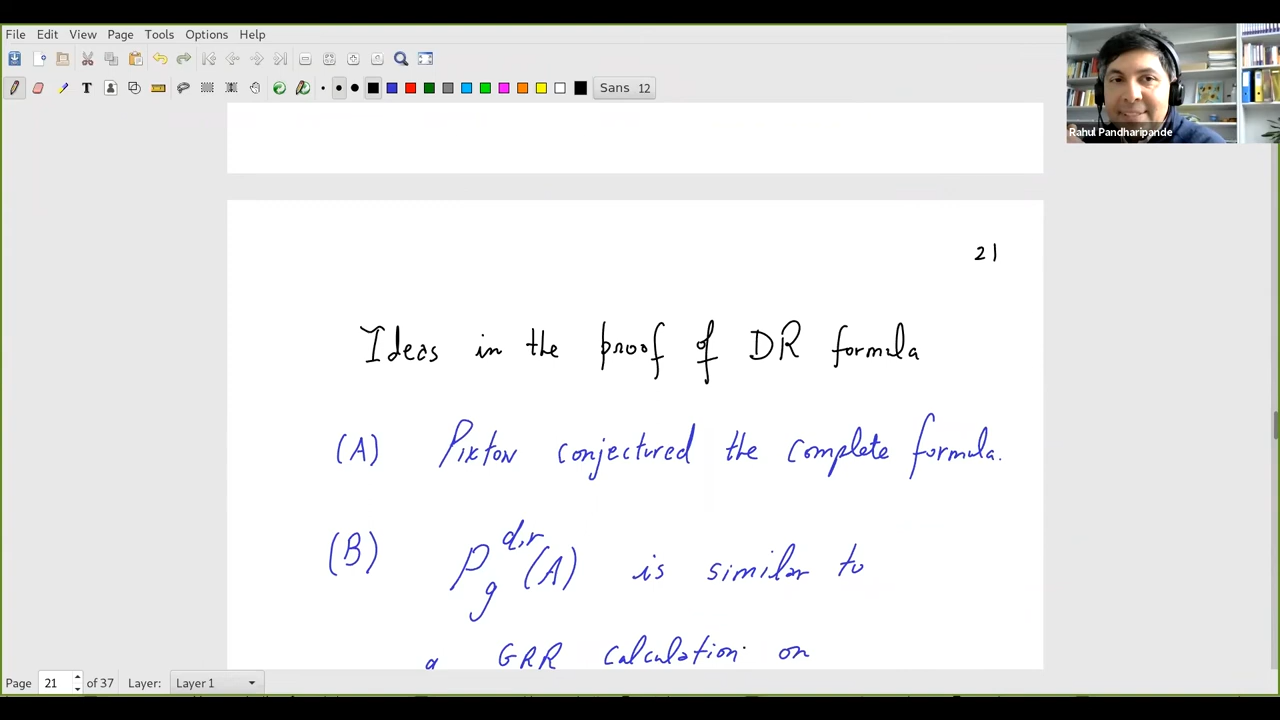 File Edit View Page Tools Options Help
Sans 12
Rahul Pandharipande
21
Ideas in the proof of DR formula
(A) Pixton conjectured the complete formula.
(B) P_g^{d,r}(A) is similar to
a GRR calculation on
Page 21 of 37 Layer: Layer 1